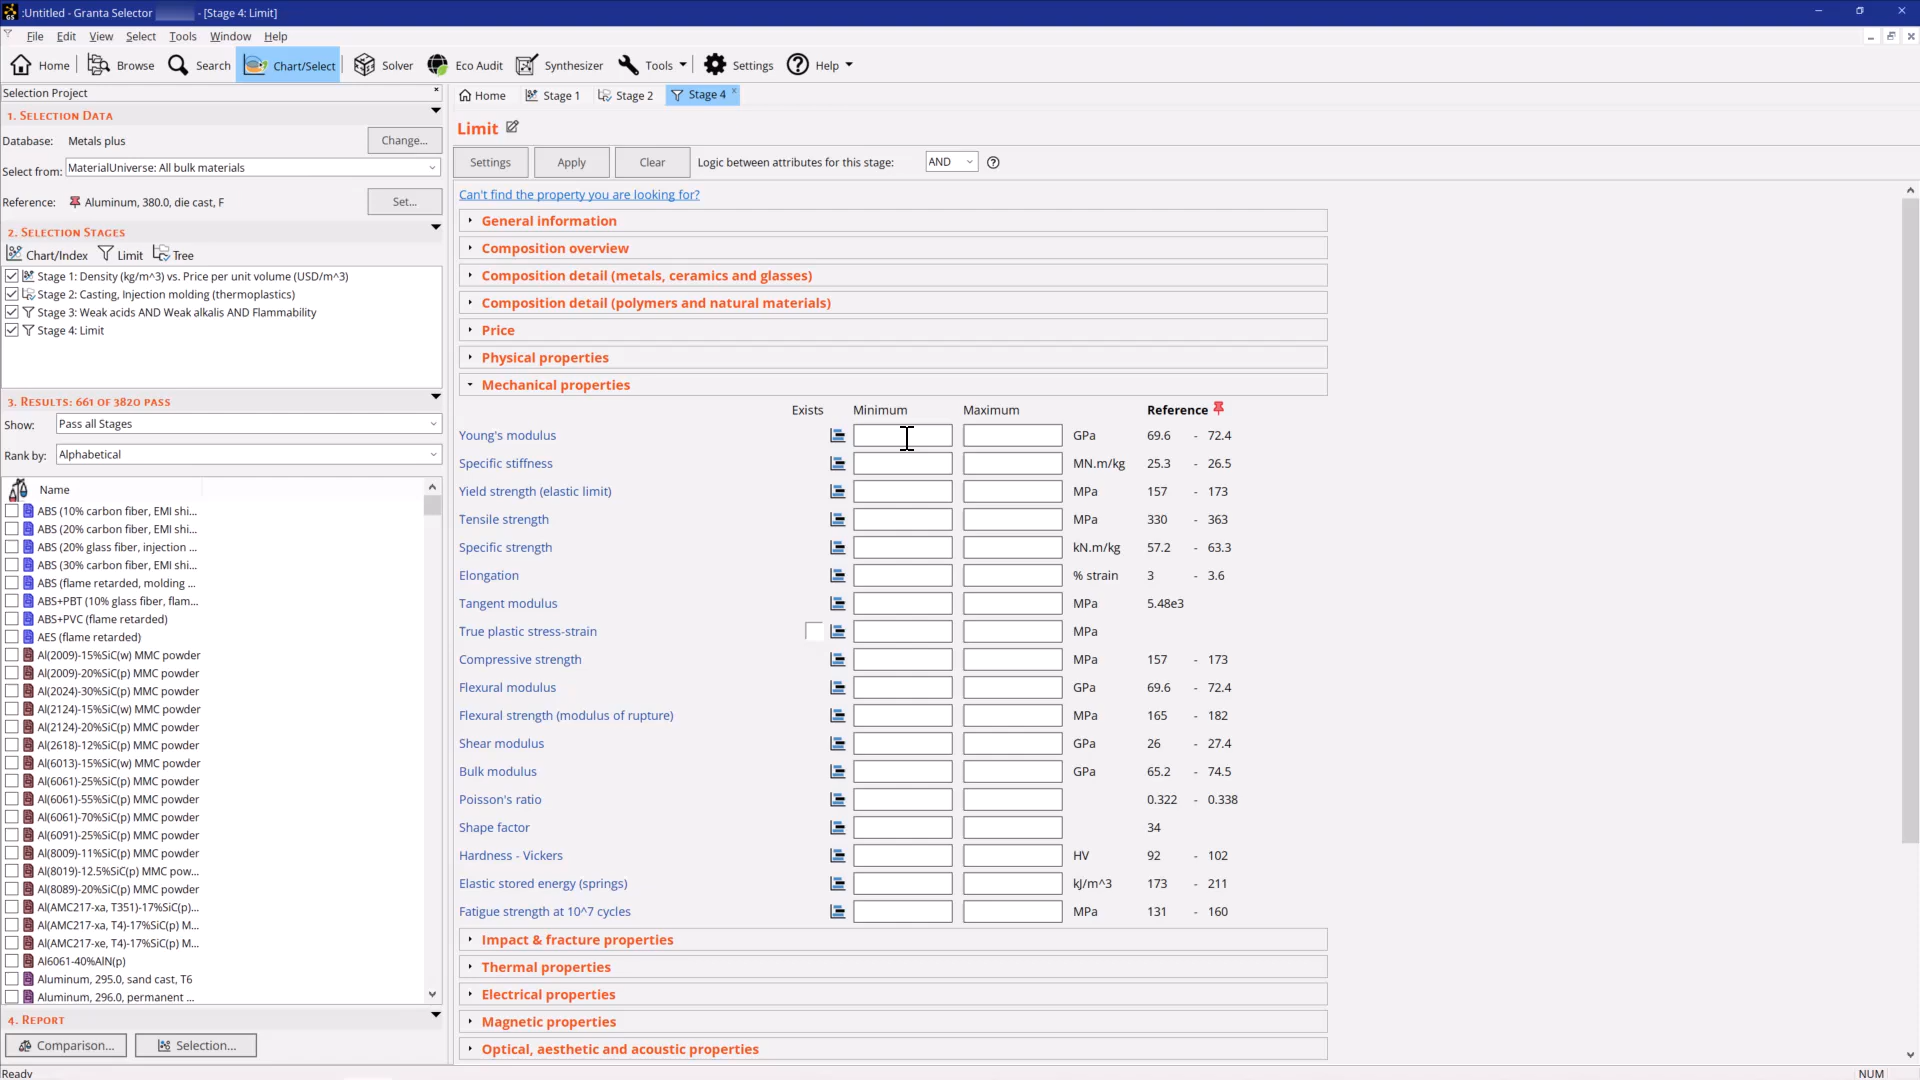 :Untitled - Granta Selector - [Stage 4: Limit]
File Edit View Select Tools Window Help
Home Browse Search Chart/Select Solver Eco Audit Synthesizer Tools Settings Help
Selection Project
1. Selection Data
Database: Metals plus Change...
Select from: MaterialUniverse: All bulk materials
Reference: Aluminum, 380.0, die cast, F Set...
2. Selection Stages
Chart/Index Limit Tree
Stage 1: Density (kg/m^3) vs. Price per unit volume (USD/m^3)
Stage 2: Casting, Injection molding (thermoplastics)
Stage 3: Weak acids AND Weak alkalis AND Flammability
Stage 4: Limit
3. Results: 661 of 3820 pass
Show: Pass all Stages
Rank by: Alphabetical
Name
ABS (10% carbon fiber, EMI shi...
ABS (20% carbon fiber, EMI shi...
ABS (20% glass fiber, injection ...
ABS (30% carbon fiber, EMI shi...
ABS (flame retarded, molding ...
ABS+PBT (10% glass fiber, flam...
ABS+PVC (flame retarded)
AES (flame retarded)
Al(2009)-15%SiC(w) MMC powder
Al(2009)-20%SiC(p) MMC powder
Al(2024)-30%SiC(p) MMC powder
Al(2124)-15%SiC(w) MMC powder
Al(2124)-20%SiC(p) MMC powder
Al(2618)-12%SiC(p) MMC powder
Al(6013)-15%SiC(w) MMC powder
Al(6061)-25%SiC(p) MMC powder
Al(6061)-55%SiC(p) MMC powder
Al(6061)-70%SiC(p) MMC powder
Al(6091)-25%SiC(p) MMC powder
Al(8009)-11%SiC(p) MMC powder
Al(8019)-12.5%SiC(p) MMC pow...
Al(8089)-20%SiC(p) MMC powder
Al(AMC217-xa, T351)-17%SiC(p)...
Al(AMC217-xa, T4)-17%SiC(p) M...
Al(AMC217-xe, T4)-17%SiC(p) M...
Al6061-40%AlN(p)
Aluminum, 295.0, sand cast, T6
Aluminum, 296.0, permanent ...
4. Report
Comparison... Selection...
Ready
Home Stage 1 Stage 2 Stage 4
Limit
Settings Apply Clear Logic between attributes for this stage: AND
Can't find the property you are looking for?
General information
Composition overview
Composition detail (metals, ceramics and glasses)
Composition detail (polymers and natural materials)
Price
Physical properties
Mechanical properties
Exists Minimum Maximum Reference
Young's modulus GPa 69.6 - 72.4
Specific stiffness MN.m/kg 25.3 - 26.5
Yield strength (elastic limit) MPa 157 - 173
Tensile strength MPa 330 - 363
Specific strength kN.m/kg 57.2 - 63.3
Elongation % strain 3 - 3.6
Tangent modulus MPa 5.48e3
True plastic stress-strain MPa
Compressive strength MPa 157 - 173
Flexural modulus GPa 69.6 - 72.4
Flexural strength (modulus of rupture) MPa 165 - 182
Shear modulus GPa 26 - 27.4
Bulk modulus GPa 65.2 - 74.5
Poisson's ratio 0.322 - 0.338
Shape factor 34
Hardness - Vickers HV 92 - 102
Elastic stored energy (springs) kJ/m^3 173 - 211
Fatigue strength at 10^7 cycles MPa 131 - 160
Impact & fracture properties
Thermal properties
Electrical properties
Magnetic properties
Optical, aesthetic and acoustic properties
NUM